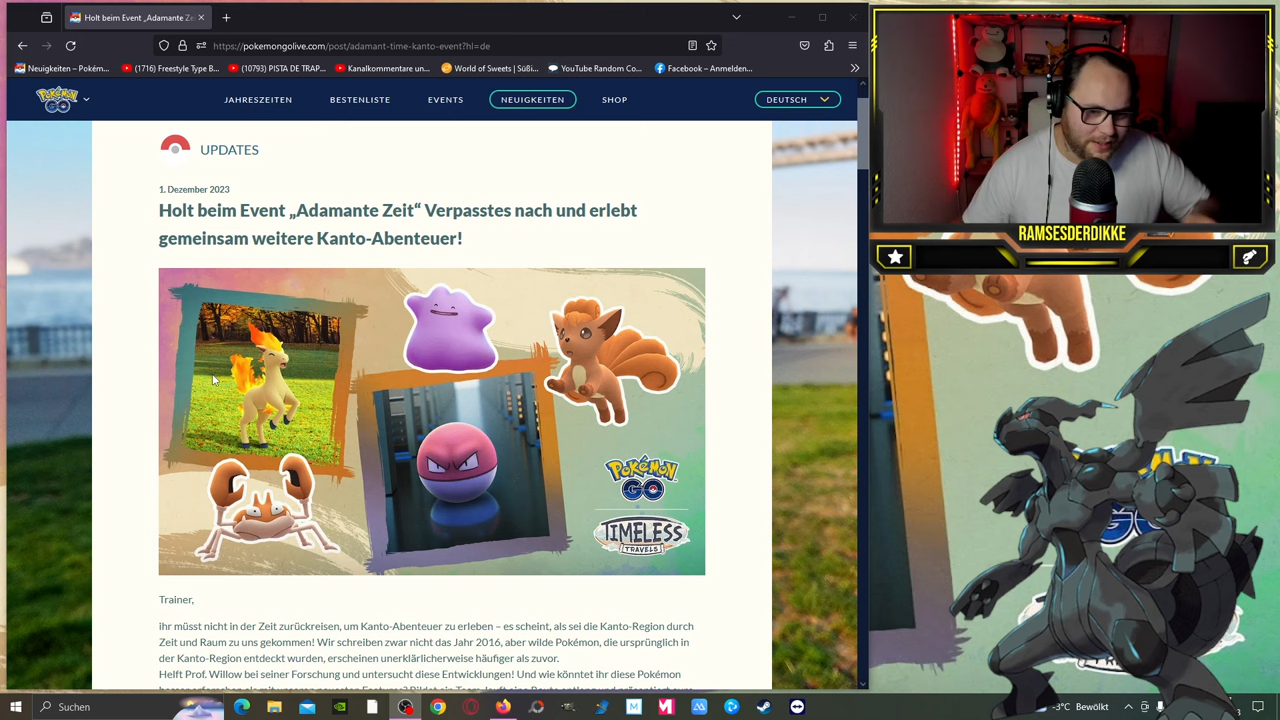 Holt beim Event „Adamante Ze
https://pokemongolive.com/post/adamant-time-kanto-event?hl=de
Neuigkeiten – Pokém...
(1716) Freestyle Type B...
(10793) PISTA DE TRAP...
Kanalkommentare un...
World of Sweets | Süßi...
YouTube Random Co...
Facebook – Anmelden...
POKÉMON GO
JAHRESZEITEN
BESTENLISTE
EVENTS
NEUIGKEITEN
SHOP
DEUTSCH
UPDATES
1. Dezember 2023
Holt beim Event „Adamante Zeit“ Verpasstes nach und erlebt
gemeinsam weitere Kanto-Abenteuer!
POKÉMON
GO
TIMELESS
TRAVELS
Trainer,
ihr müsst nicht in der Zeit zurückreisen, um Kanto-Abenteuer zu erleben – es scheint, als sei die Kanto-Region durch
Zeit und Raum zu uns gekommen! Wir schreiben zwar nicht das Jahr 2016, aber wilde Pokémon, die ursprünglich in
der Kanto-Region entdeckt wurden, erscheinen unerklärlicherweise häufiger als zuvor.
Helft Prof. Willow bei seiner Forschung und untersucht diese Entwicklungen! Und wie könntet ihr diese Pokémon
RAMSESDERDIKKE
Suchen
-3°C Bewölkt